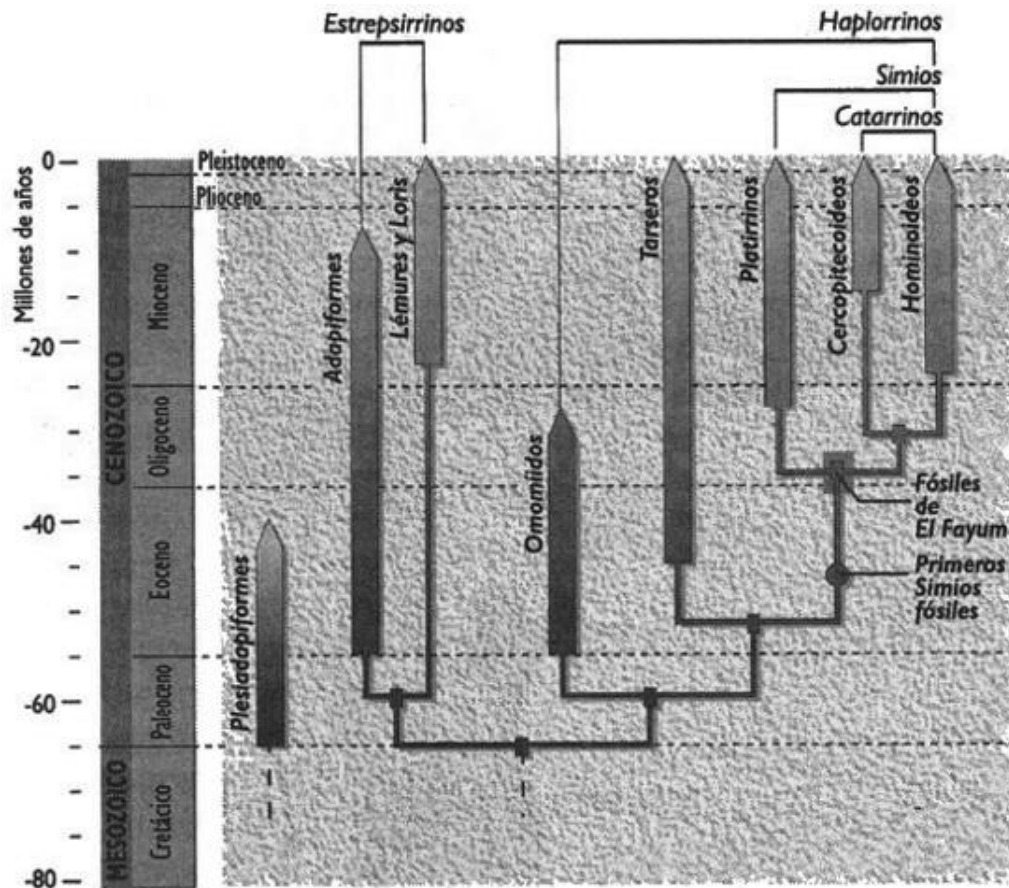 Estrepsirrinos
Haplorrinos
Simios
Catarrinos
Millones de años
0
-20
-40
-60
-80
CENOZOICO
MESOZOICO
Pleistoceno
Plioceno
Mioceno
Oligoceno
Eoceno
Paleoceno
Cretácico
Plesiadapiformes
Adapiformes
Lémures y Loris
Omomíidos
Tarseros
Platirrinos
Cercopitecoideos
Hominoideos
Fósiles
de
El Fayum
Primeros
Simios
fósiles